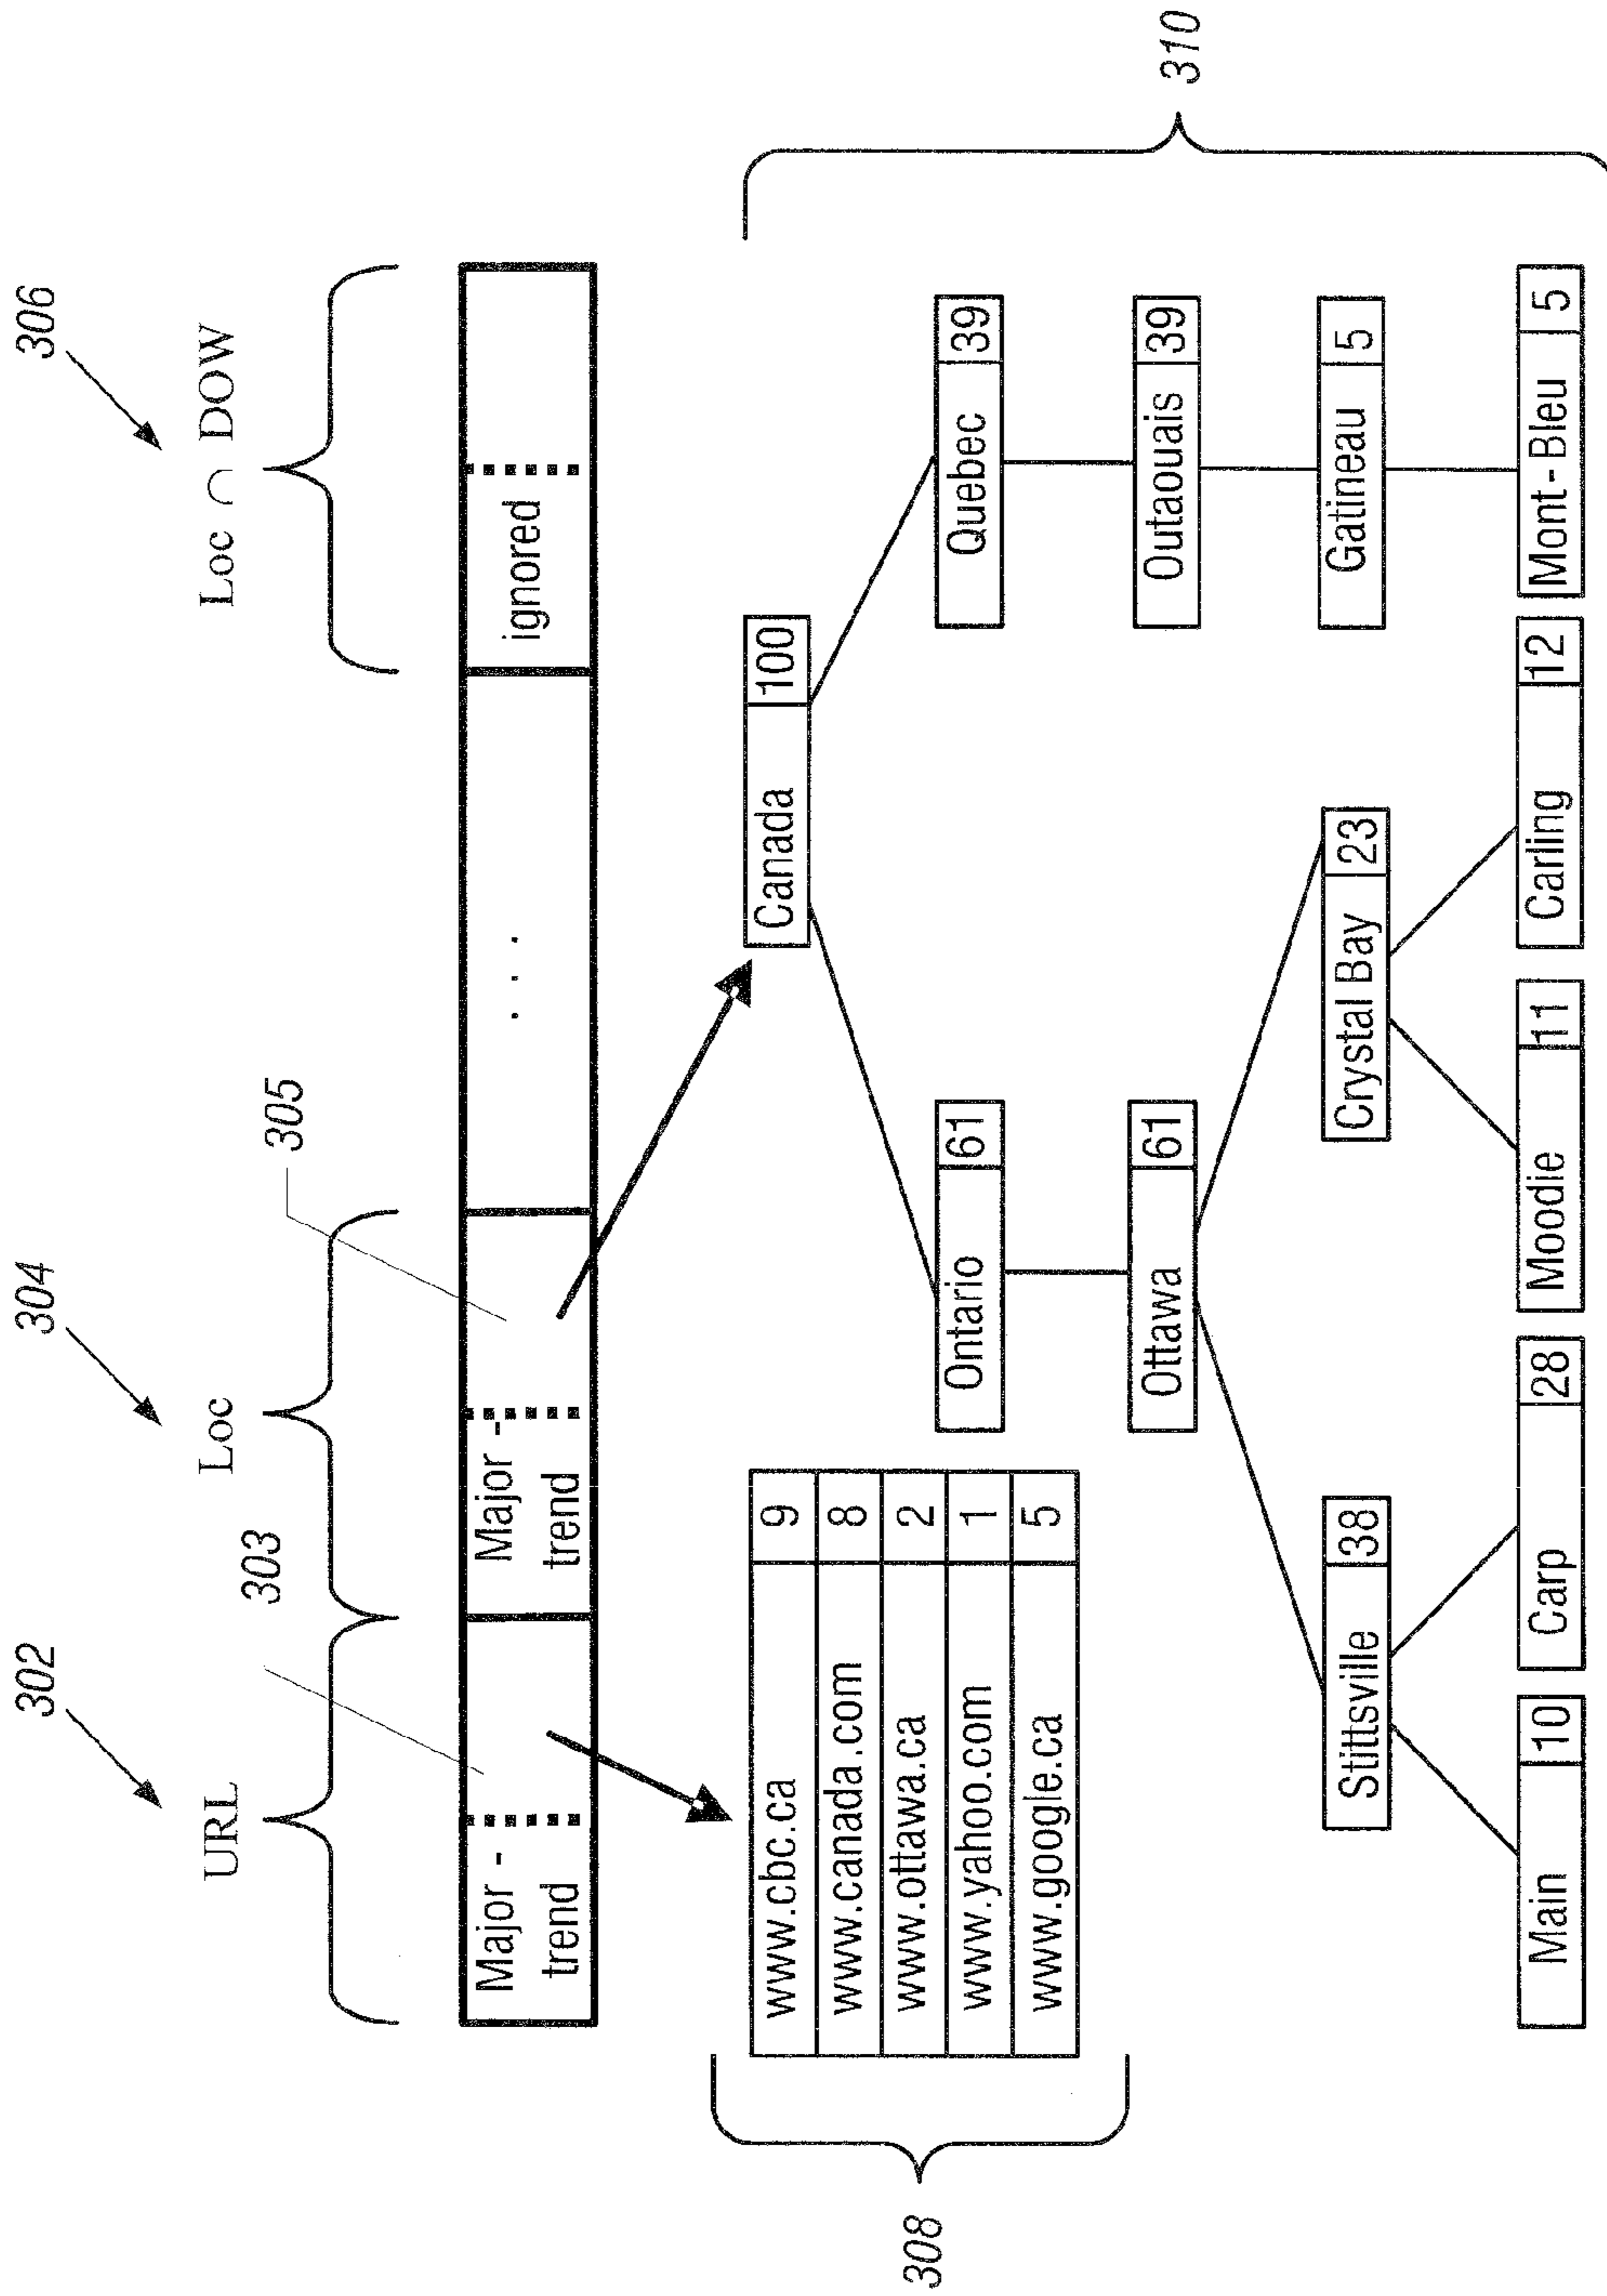 302
304
306
URL
Loc
Loc ∩ DOW
303
305
Major -
trend
Major -
trend
. . .
ignored
308
www.cbc.ca 9
www.canada.com 8
www.ottawa.ca 2
www.yahoo.com 1
www.google.ca 5
310
Canada 100
Ontario 61
Quebec 39
Ottawa 61
Outaouais 39
Stittsville 38
Crystal Bay 23
Gatineau 5
Main 10
Carp 28
Moodie 11
Carling 12
Mont-Bleu 5